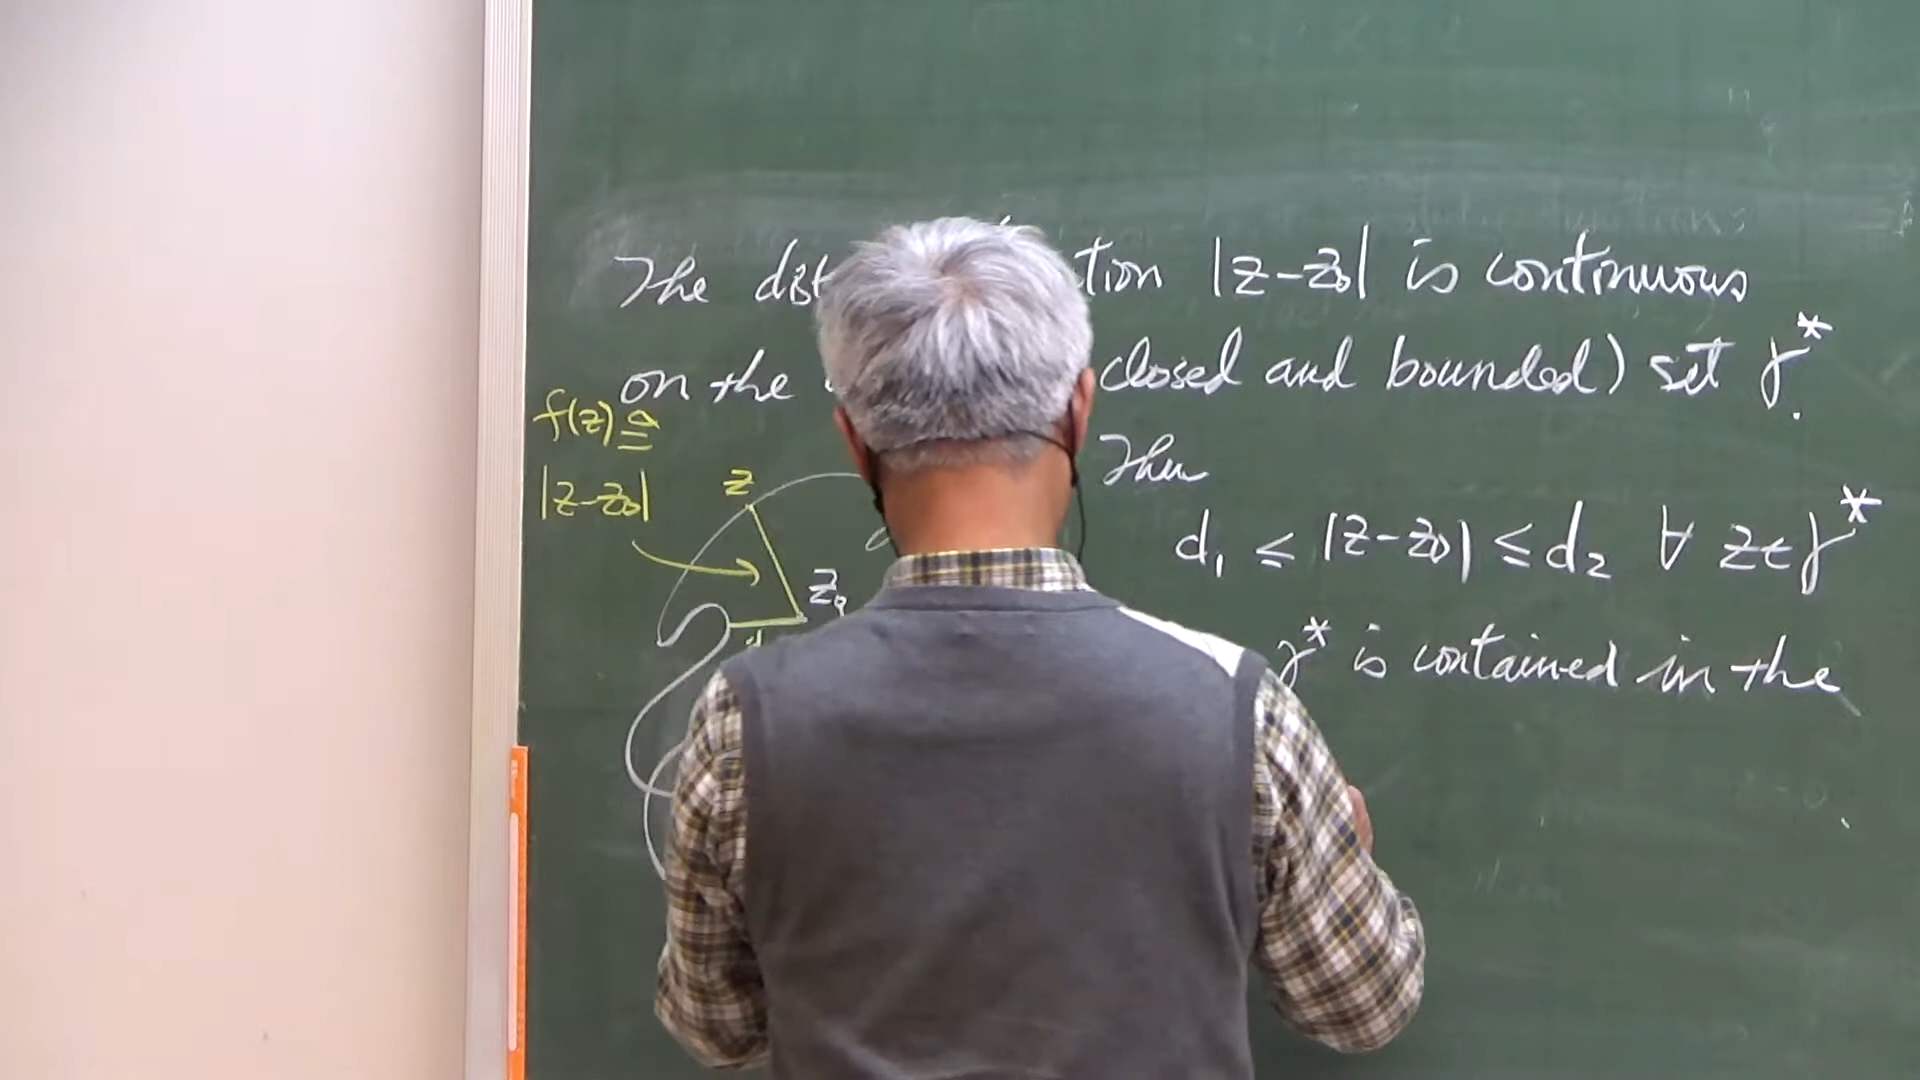 The dist tion |z-z₀| is continuous
on the closed and bounded) set γ*.
f(z) ≅
|z-z₀|
Then
z
d₁ ≤ |z-z₀| ≤ d₂ ∀ z∈γ*
z₀
γ* is contained in the